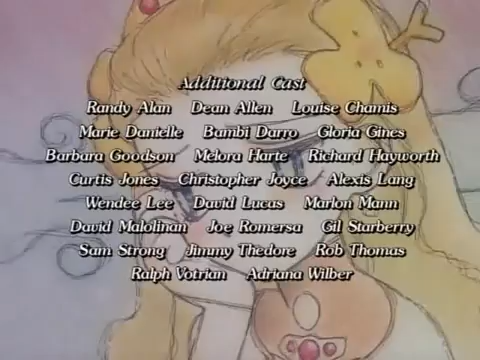 Additional Cast
Randy Alan Dean Allen Louise Chamis
Marie Danielle Bambi Darro Gloria Gines
Barbara Goodson Melora Harte Richard Hayworth
Curtis Jones Christopher Joyce Alexis Lang
Wendee Lee David Lucas Marlon Mann
David Malolinan Joe Romersa Gil Starberry
Sam Strong Jimmy Thedore Rob Thomas
Ralph Votrian Adriana Wilber